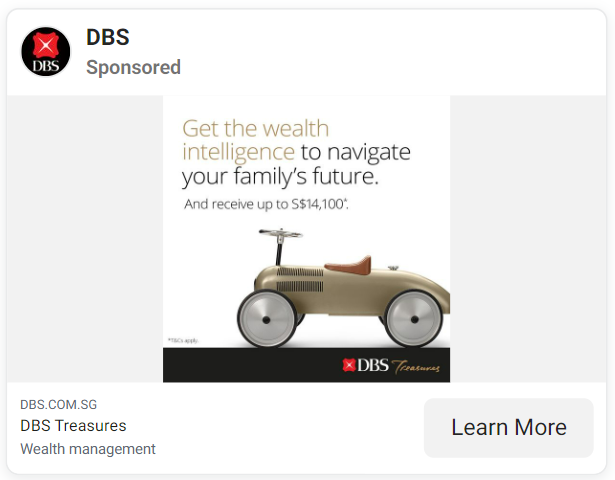 DBS
Sponsored
DBS
Get the wealth
intelligence to navigate
your family's future.
And receive up to S$14,100*.
*T&Cs apply.
DBS Treasures
DBS.COM.SG
DBS Treasures
Wealth management
Learn More